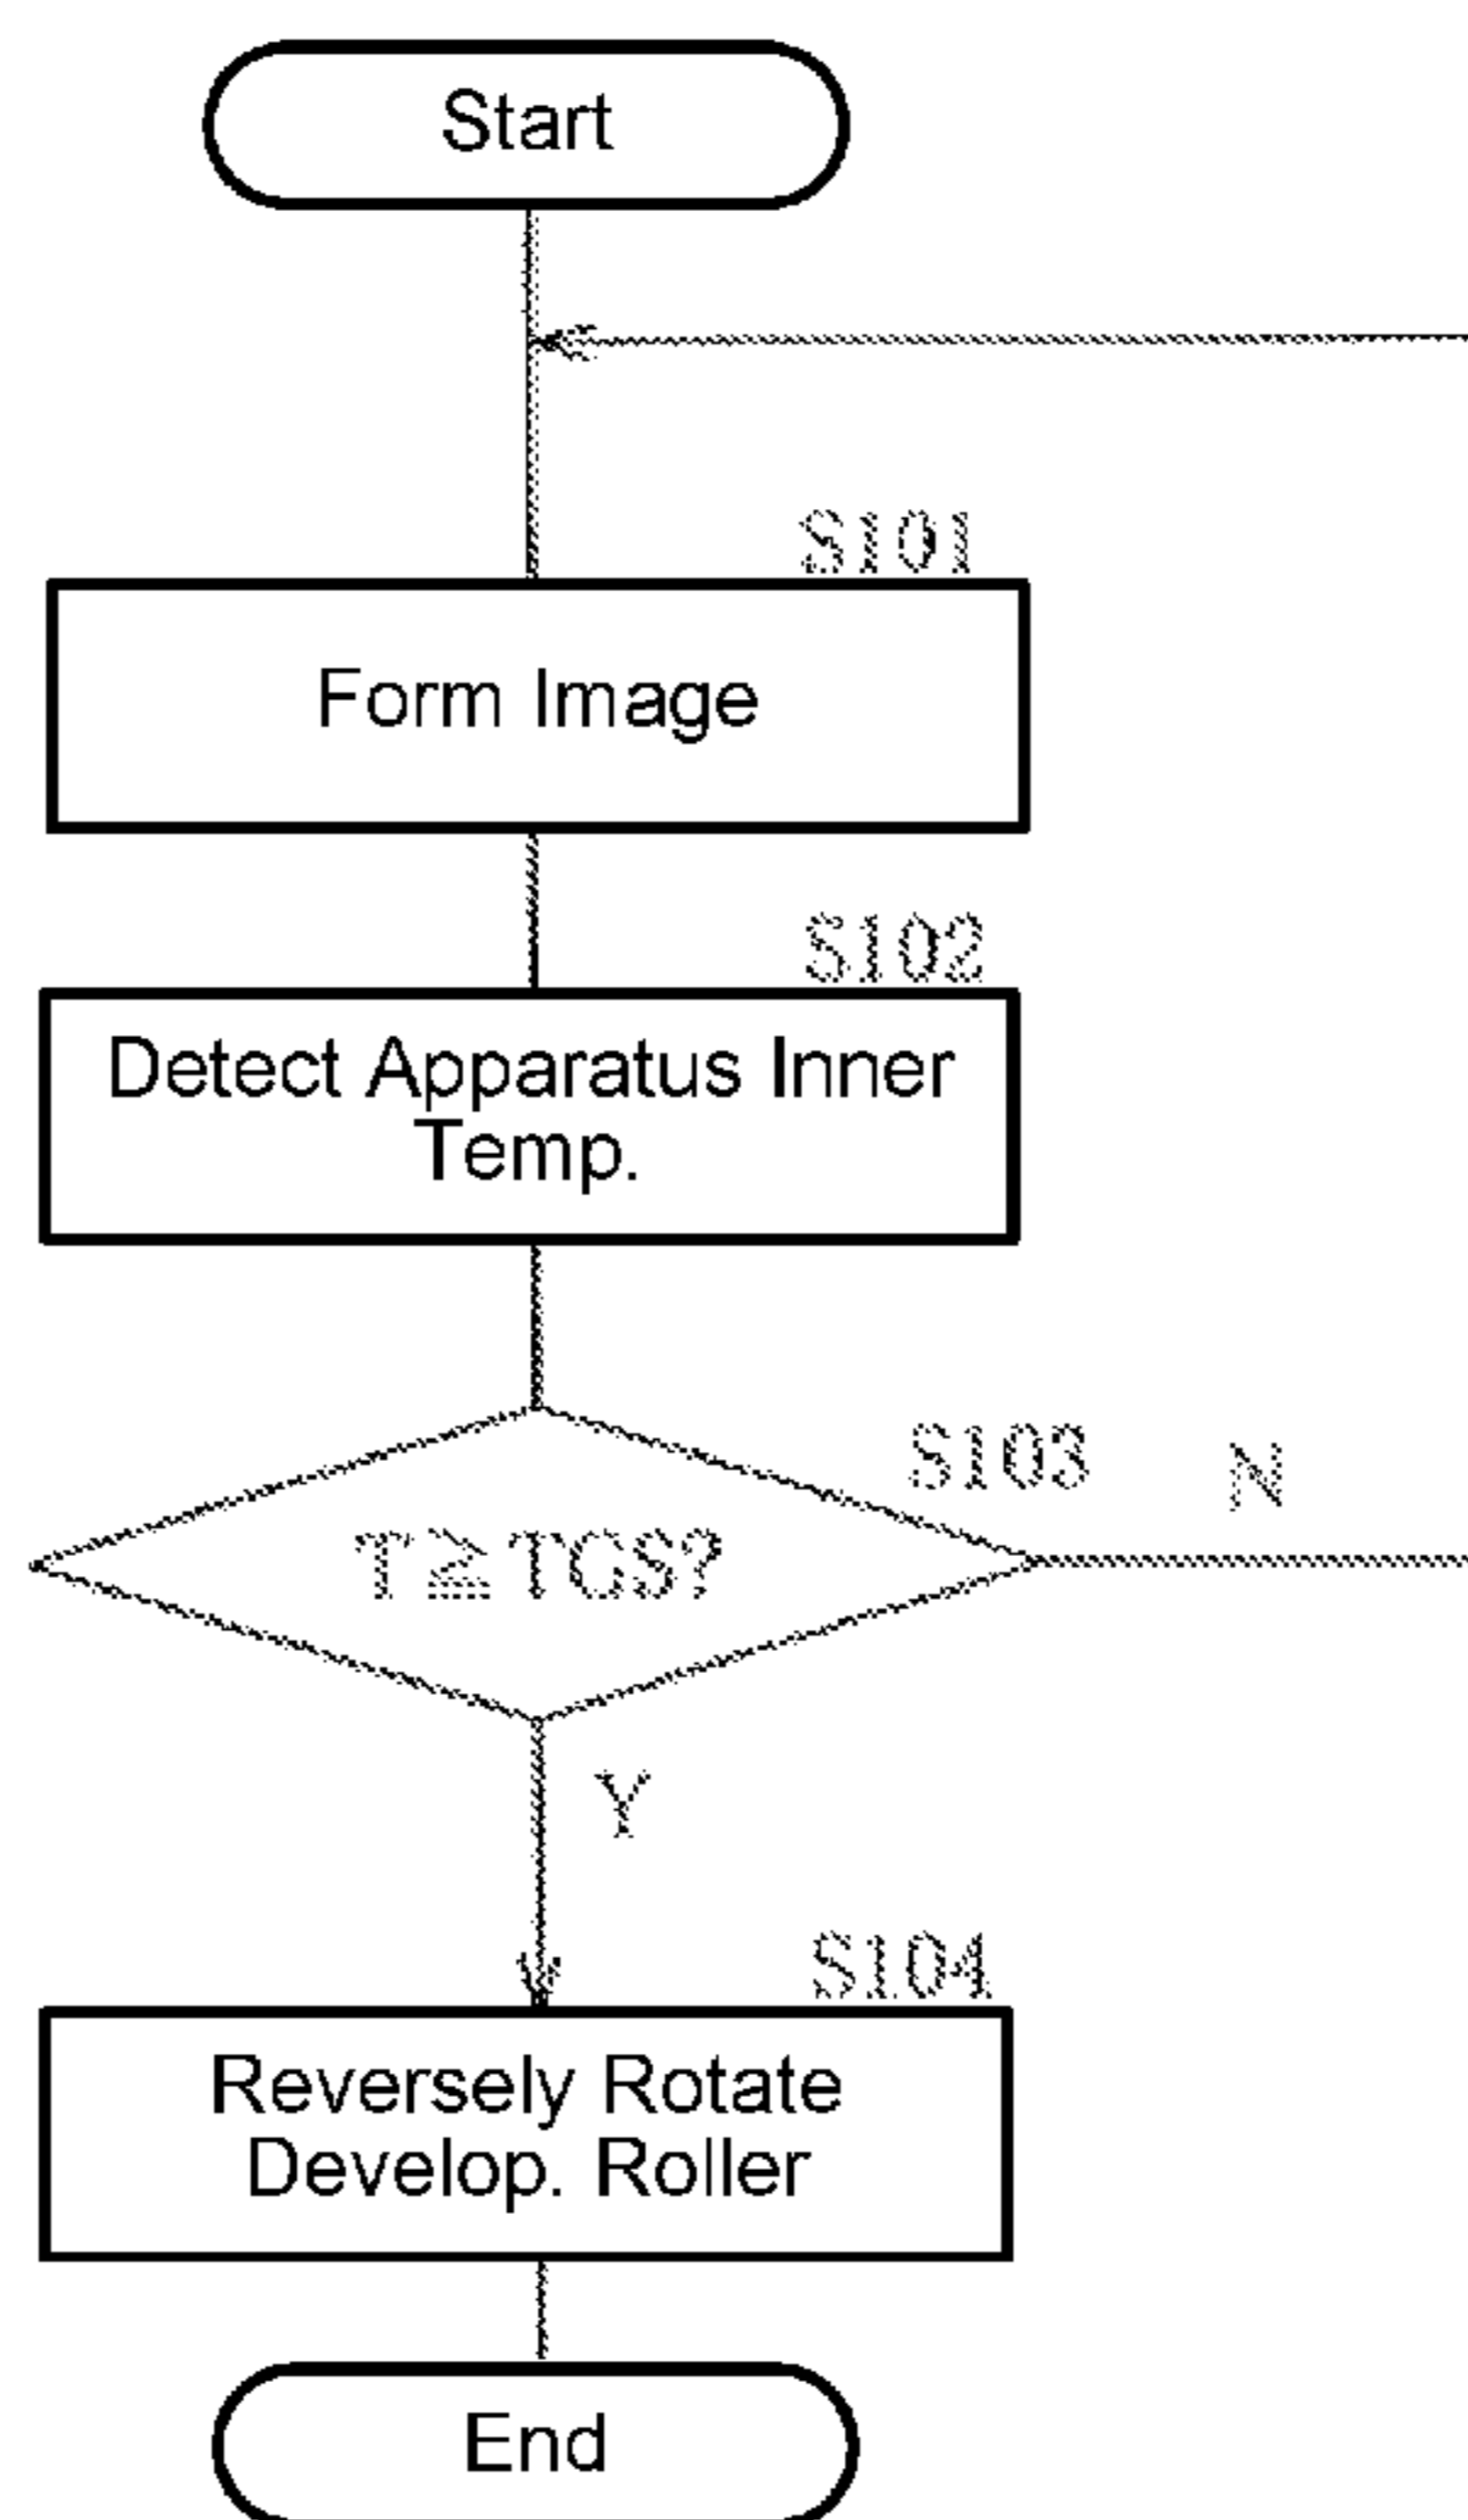 Start
S101
Form Image
S102
Detect Apparatus Inner
Temp.
S103
N
T ≧ TGS?
Y
S104
Reversely Rotate
Develop. Roller
End